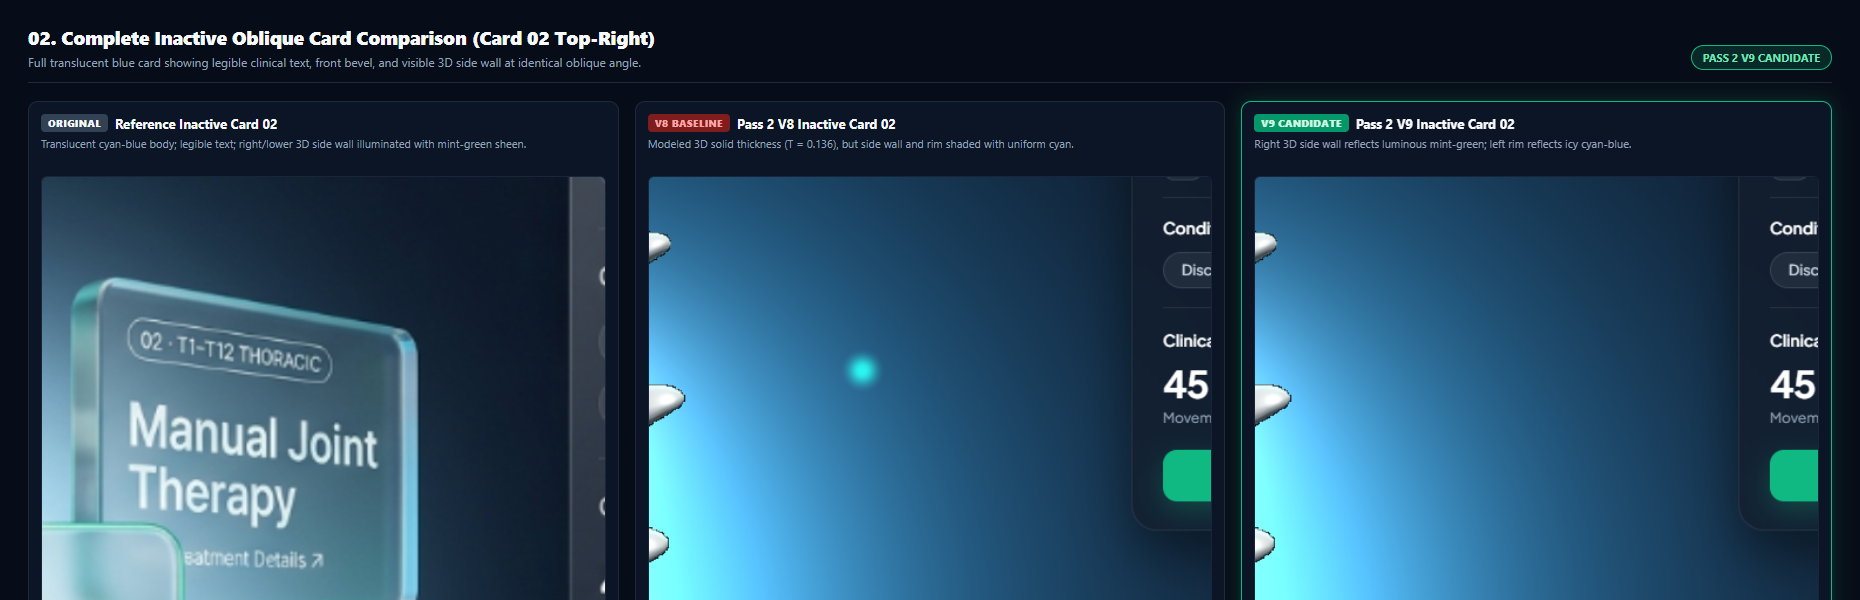 02. Complete Inactive Oblique Card Comparison (Card 02 Top-Right)
Full translucent blue card showing legible clinical text, front bevel, and visible 3D side wall at identical oblique angle.
PASS 2 V9 CANDIDATE
ORIGINAL Reference Inactive Card 02
Translucent cyan-blue body; legible text; right/lower 3D side wall illuminated with mint-green sheen.
02 · T1–T12 THORACIC
Manual Joint
Therapy
eatment Details ↗
V8 BASELINE Pass 2 V8 Inactive Card 02
Modeled 3D solid thickness (T = 0.136), but side wall and rim shaded with uniform cyan.
Condi
Disc
Clinica
45
Movem
V9 CANDIDATE Pass 2 V9 Inactive Card 02
Right 3D side wall reflects luminous mint-green; left rim reflects icy cyan-blue.
Condi
Disc
Clinica
45
Movem